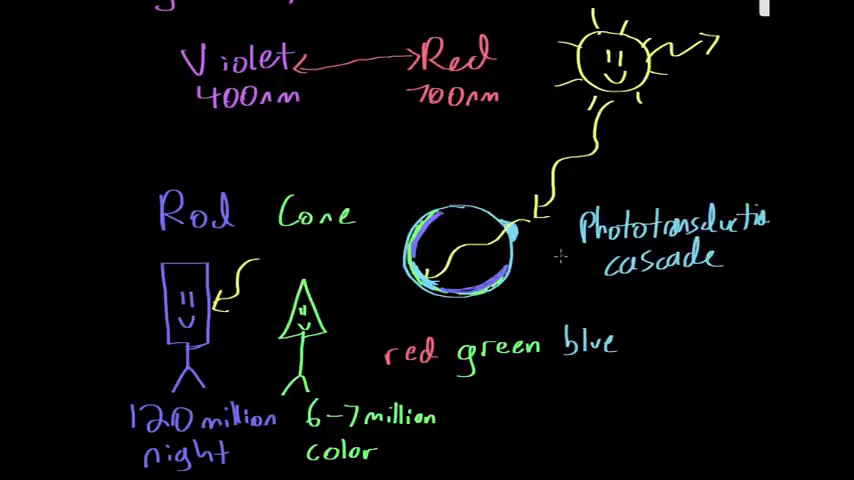 Violet Red
400nm 700nm
Rod Cone
Phototransductio
cascade
red green blue
120 million 6-7 million
night color